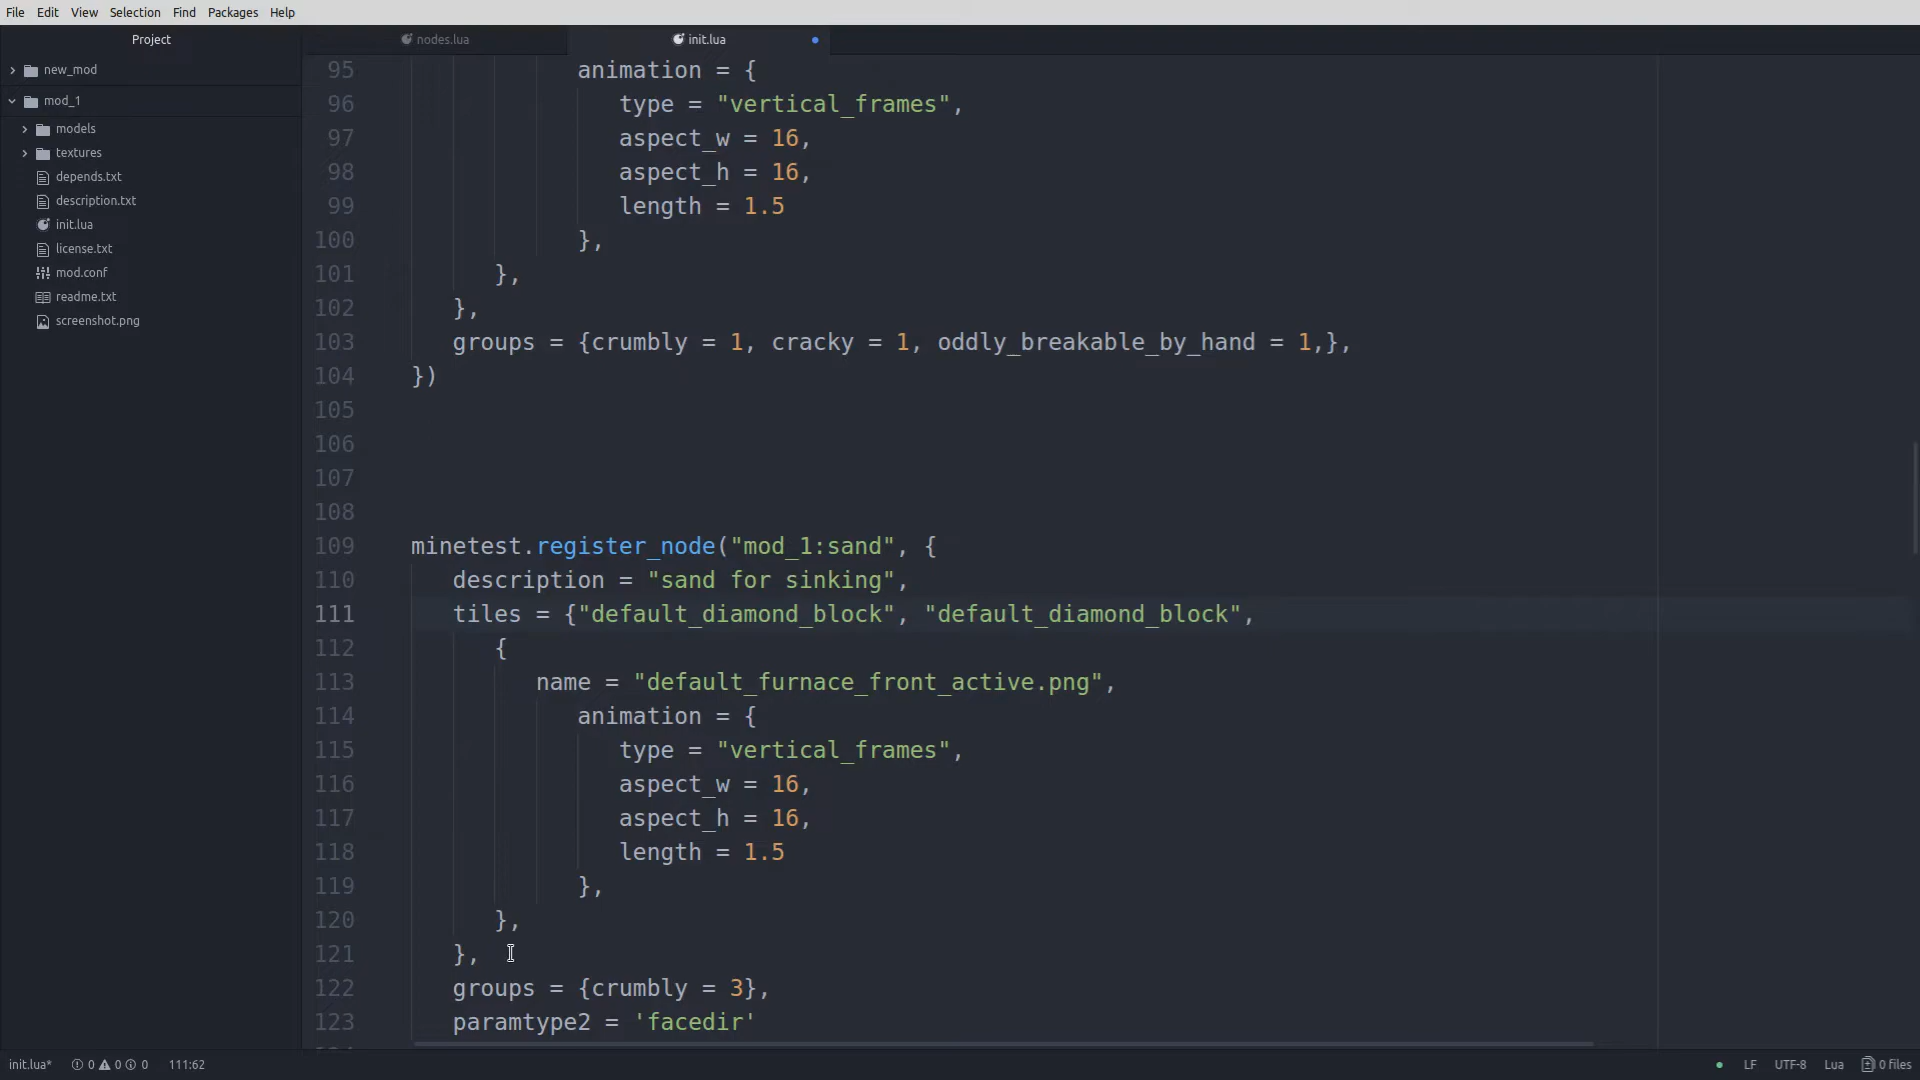 File Edit View Selection Find Packages Help
Project
nodes.lua
init.lua
new_mod
mod_1
models
textures
depends.txt
description.txt
init.lua
license.txt
mod.conf
readme.txt
screenshot.png
95 animation = {
96 type = "vertical_frames",
97 aspect_w = 16,
98 aspect_h = 16,
99 length = 1.5
100 },
101 },
102 },
103 groups = {crumbly = 1, cracky = 1, oddly_breakable_by_hand = 1,},
104 })
105
106
107
108
109 minetest.register_node("mod_1:sand", {
110 description = "sand for sinking",
111 tiles = {"default_diamond_block", "default_diamond_block",
112 {
113 name = "default_furnace_front_active.png",
114 animation = {
115 type = "vertical_frames",
116 aspect_w = 16,
117 aspect_h = 16,
118 length = 1.5
119 },
120 },
121 },
122 groups = {crumbly = 3},
123 paramtype2 = 'facedir'
init.lua* 0 0 0 111:62 LF UTF-8 Lua 0 files